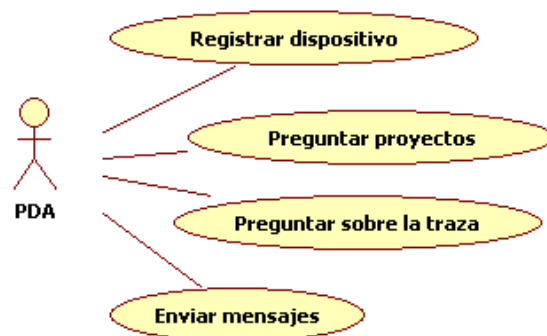 Registrar dispositivo
Preguntar proyectos
PDA
Preguntar sobre la traza
Enviar mensajes